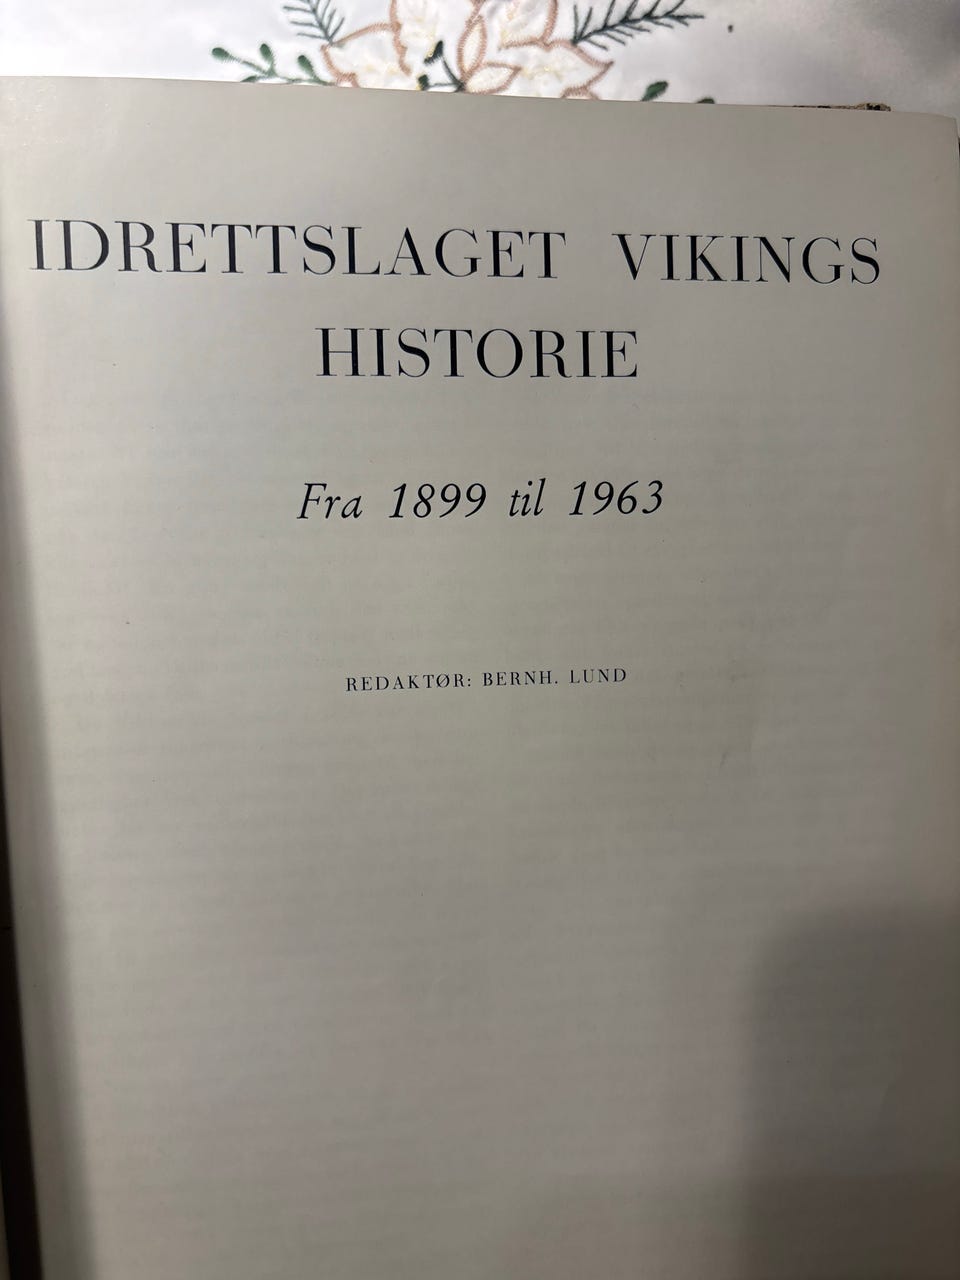 IDRETTSLAGET VIKINGS
HISTORIE
Fra 1899 til 1963
REDAKTØR: BERNH. LUND